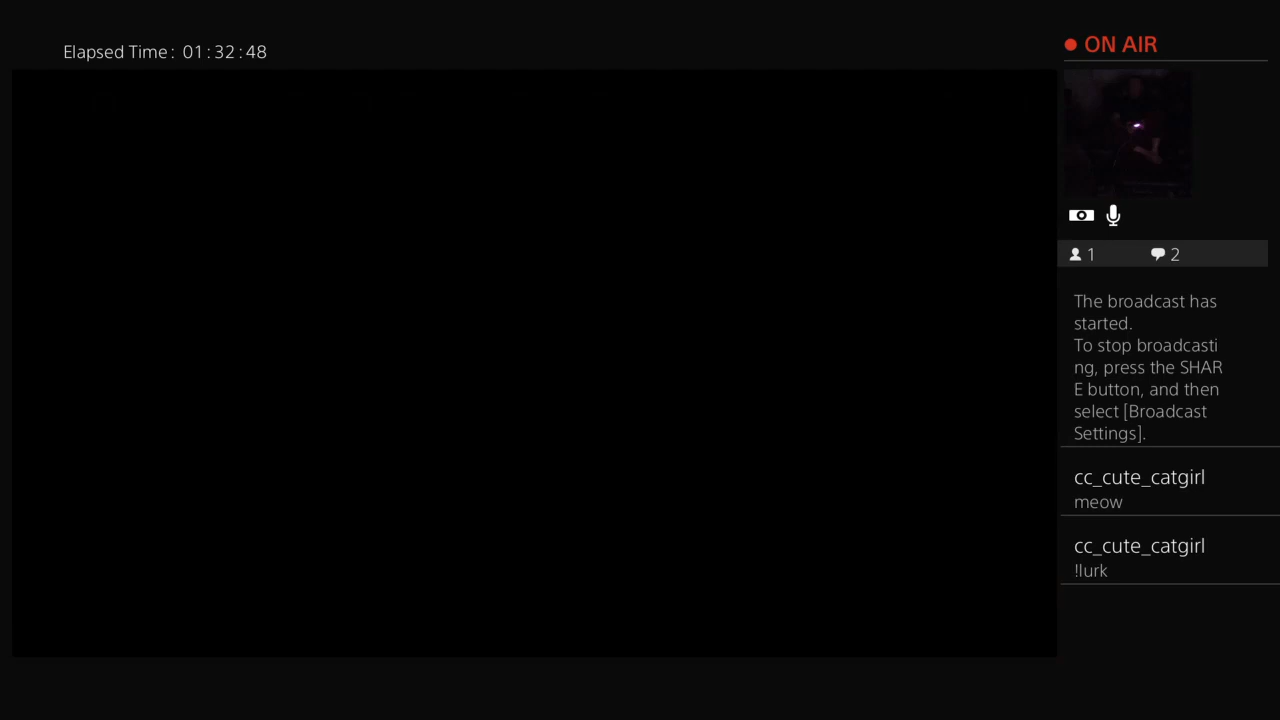 Elapsed Time: 01:32:48
ON AIR
1 2
The broadcast has
started.
To stop broadcasti
ng, press the SHAR
E button, and then
select [Broadcast
Settings].
cc_cute_catgirl
meow
cc_cute_catgirl
!lurk